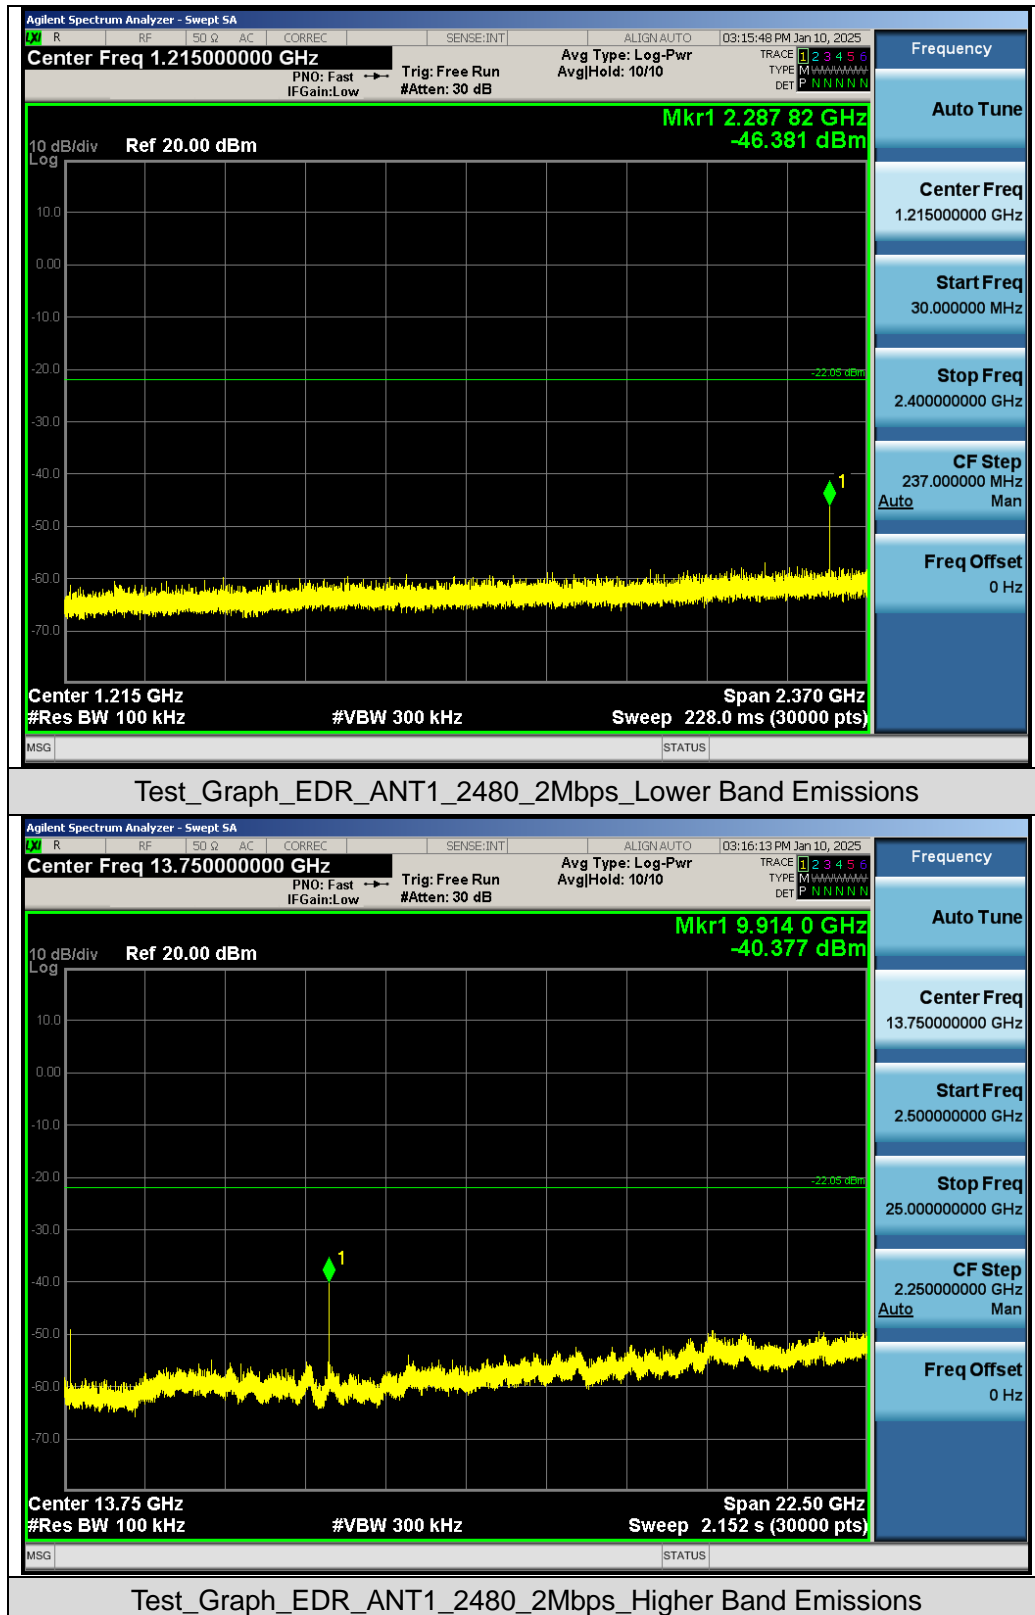 Agilent Spectrum Analyzer - Swept SA
LXI R RF 50 Ω AC CORREC SENSE:INT ALIGN AUTO 03:15:48 PM Jan 10, 2025
Center Freq 1.215000000 GHz
PNO: Fast
IFGain:Low
Trig: Free Run
#Atten: 30 dB
Avg Type: Log-Pwr
Avg|Hold: 10/10
TRACE 1 2 3 4 5 6
TYPE M
DET P N N N N N
Frequency
Auto Tune
Center Freq
1.215000000 GHz
Start Freq
30.000000 MHz
Stop Freq
2.400000000 GHz
CF Step
237.000000 MHz
Auto Man
Freq Offset
0 Hz
Mkr1 2.287 82 GHz
-46.381 dBm
10 dB/div Ref 20.00 dBm
Log
10.0
0.00
-10.0
-20.0
-22.05 dBm
-30.0
-40.0
1
-50.0
-60.0
-70.0
Center 1.215 GHz Span 2.370 GHz
#Res BW 100 kHz #VBW 300 kHz Sweep 228.0 ms (30000 pts)
MSG STATUS
Test_Graph_EDR_ANT1_2480_2Mbps_Lower Band Emissions
Agilent Spectrum Analyzer - Swept SA
LXI R RF 50 Ω AC CORREC SENSE:INT ALIGN AUTO 03:16:13 PM Jan 10, 2025
Center Freq 13.750000000 GHz
PNO: Fast
IFGain:Low
Trig: Free Run
#Atten: 30 dB
Avg Type: Log-Pwr
Avg|Hold: 10/10
TRACE 1 2 3 4 5 6
TYPE M
DET P N N N N N
Frequency
Auto Tune
Center Freq
13.750000000 GHz
Start Freq
2.500000000 GHz
Stop Freq
25.000000000 GHz
CF Step
2.250000000 GHz
Auto Man
Freq Offset
0 Hz
Mkr1 9.914 0 GHz
-40.377 dBm
10 dB/div Ref 20.00 dBm
Log
10.0
0.00
-10.0
-20.0
-22.05 dBm
-30.0
1
-40.0
-50.0
-60.0
-70.0
Center 13.75 GHz Span 22.50 GHz
#Res BW 100 kHz #VBW 300 kHz Sweep 2.152 s (30000 pts)
MSG STATUS
Test_Graph_EDR_ANT1_2480_2Mbps_Higher Band Emissions